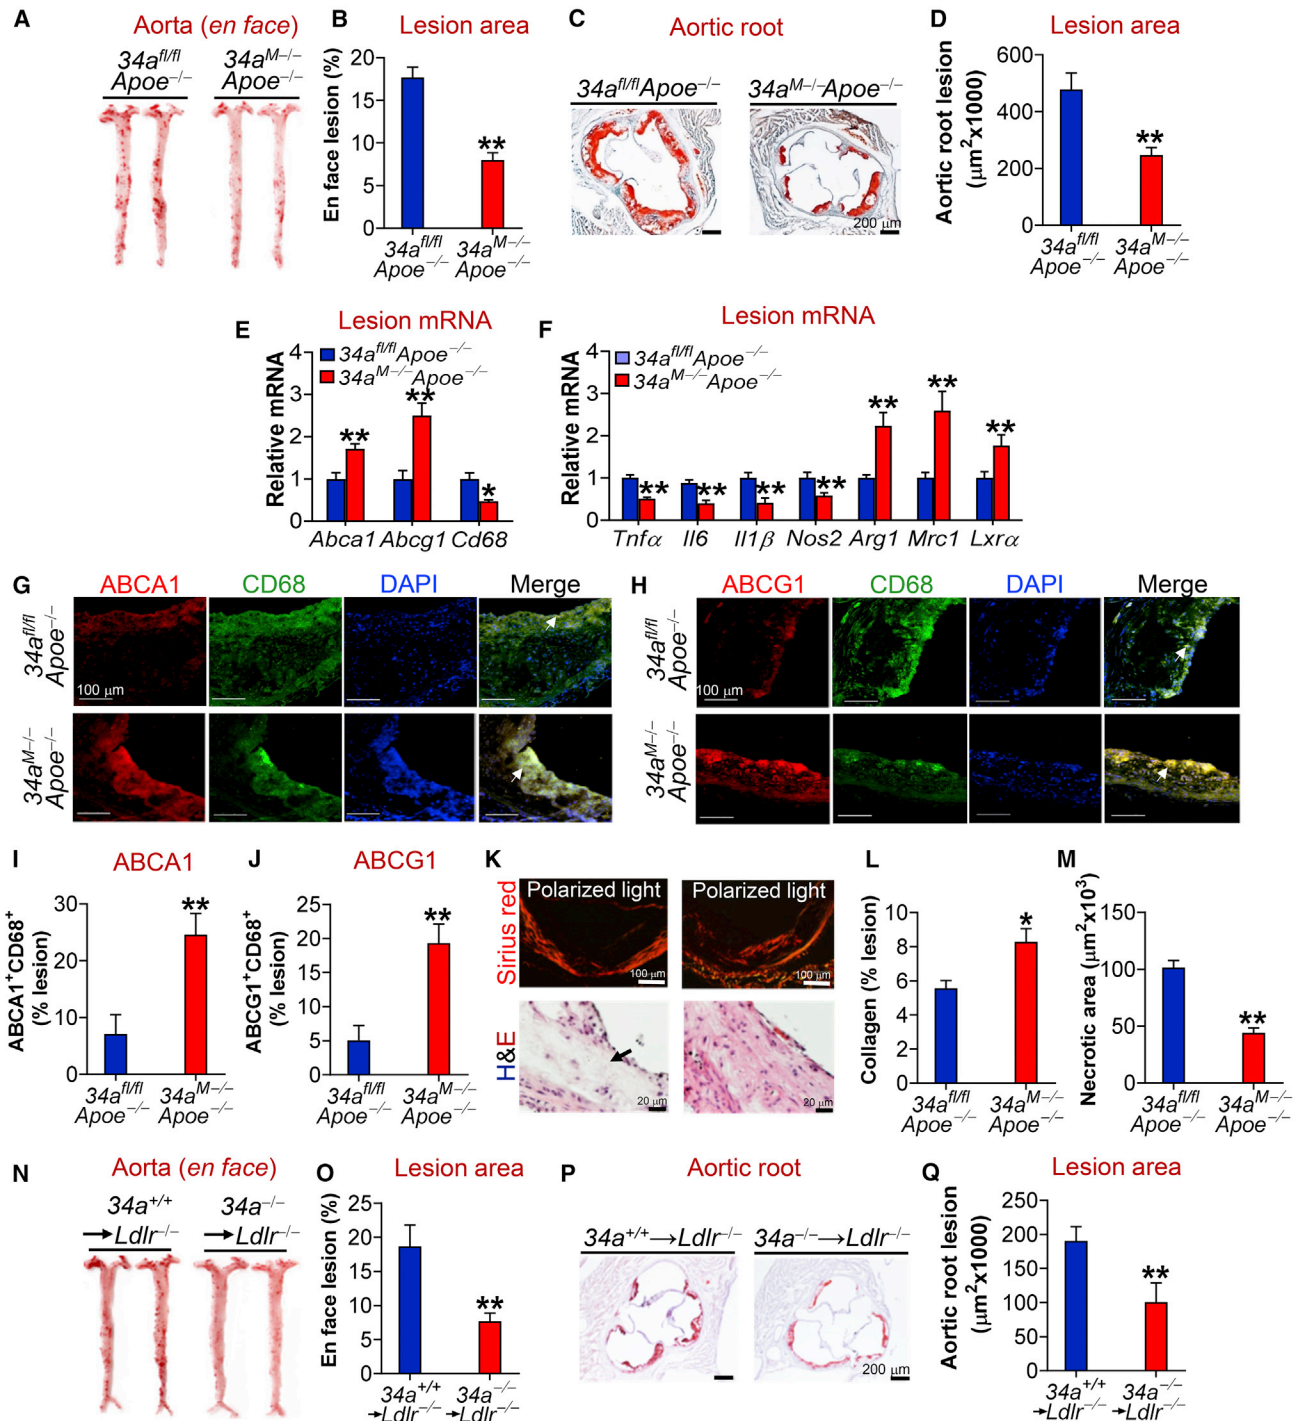 A
Aorta (en face)
34a^fl/fl 34a^M−/−
Apoe^−/− Apoe^−/−
B
Lesion area
En face lesion (%)
20
15
10
5
0
**
34a^fl/fl 34a^M−/−
Apoe^−/− Apoe^−/−
C
Aortic root
34a^fl/fl Apoe^−/− 34a^M−/− Apoe^−/−
200 μm
D
Lesion area
Aortic root lesion
(μm²x1000)
600
400
200
0
**
34a^fl/fl 34a^M−/−
Apoe^−/− Apoe^−/−
E
Lesion mRNA
Relative mRNA
4
3
2
1
0
34a^fl/fl Apoe^−/−
34a^M−/− Apoe^−/−
** ** *
Abca1 Abcg1 Cd68
F
Lesion mRNA
Relative mRNA
4
3
2
1
0
34a^fl/fl Apoe^−/−
34a^M−/− Apoe^−/−
** ** ** ** ** ** **
Tnfα Il6 Il1β Nos2 Arg1 Mrc1 Lxrα
G
ABCA1 CD68 DAPI Merge
34a^fl/fl
Apoe^−/−
100 μm
34a^M−/−
Apoe^−/−
H
ABCG1 CD68 DAPI Merge
34a^fl/fl
Apoe^−/−
100 μm
34a^M−/−
Apoe^−/−
I
ABCA1
ABCA1⁺CD68⁺
(% lesion)
30
20
10
0
**
34a^fl/fl 34a^M−/−
Apoe^−/− Apoe^−/−
J
ABCG1
ABCG1⁺CD68⁺
(% lesion)
25
20
15
10
5
0
**
34a^fl/fl 34a^M−/−
Apoe^−/− Apoe^−/−
K
Sirius red
Polarized light Polarized light
100 μm 100 μm
H&E
20 μm 20 μm
L
Collagen (% lesion)
10
8
6
4
2
0
*
34a^fl/fl 34a^M−/−
Apoe^−/− Apoe^−/−
M
Necrotic area (μm²x10³)
150
100
50
0
**
34a^fl/fl 34a^M−/−
Apoe^−/− Apoe^−/−
N
Aorta (en face)
34a^+/+ 34a^−/−
→Ldlr^−/− →Ldlr^−/−
O
Lesion area
En face lesion (%)
25
20
15
10
5
0
**
34a^+/+ 34a^−/−
→Ldlr^−/− →Ldlr^−/−
P
Aortic root
34a^+/+→Ldlr^−/− 34a^−/−→Ldlr^−/−
200 μm
Q
Lesion area
Aortic root lesion
(μm²x1000)
250
200
150
100
50
0
**
34a^+/+ 34a^−/−
→Ldlr^−/− →Ldlr^−/−